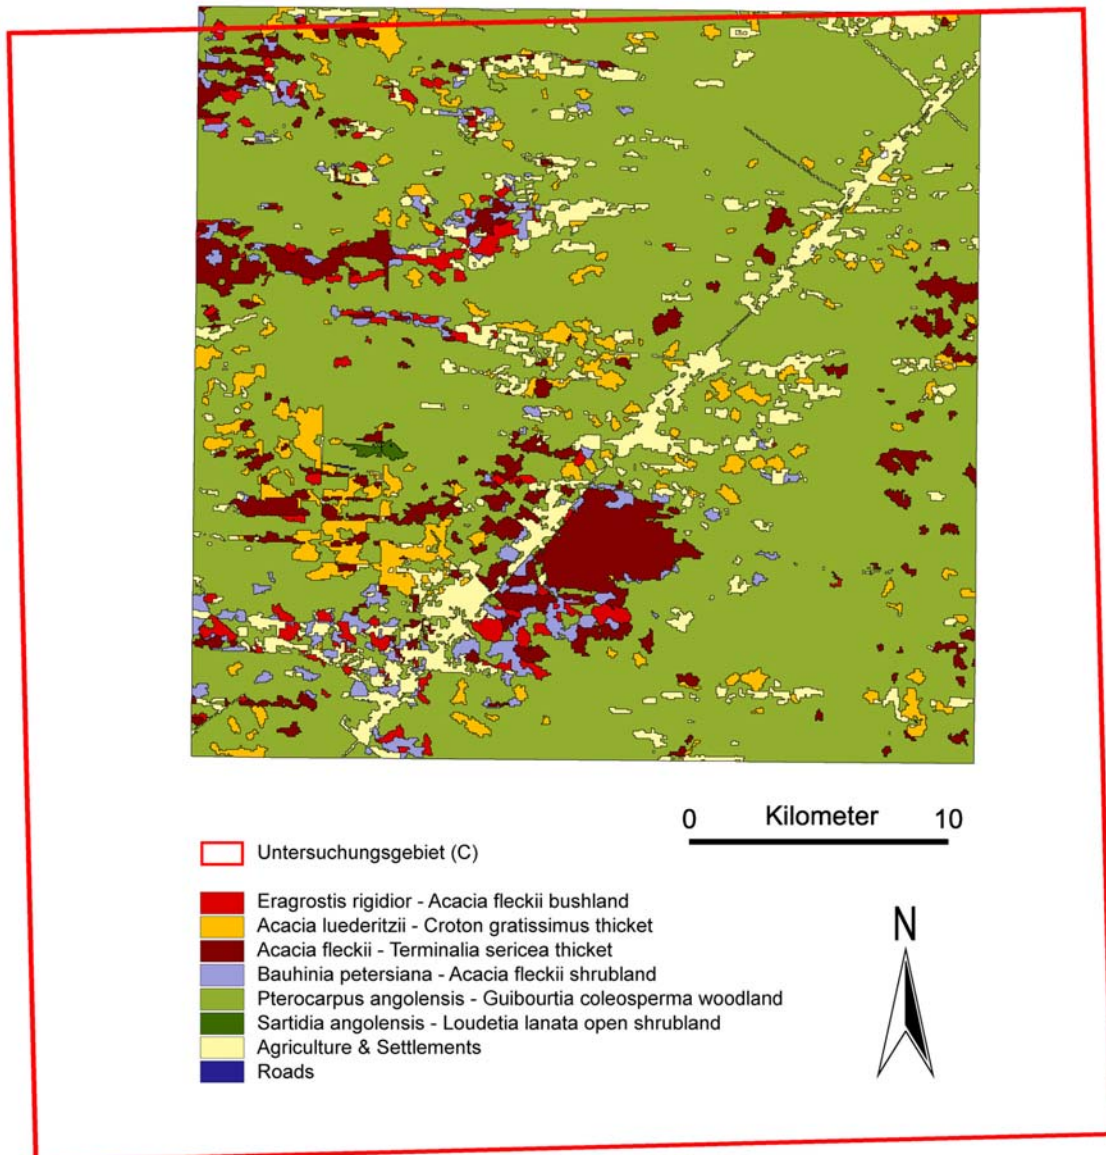 0 Kilometer 10
Untersuchungsgebiet (C)
Eragrostis rigidior - Acacia fleckii bushland
Acacia luederitzii - Croton gratissimus thicket
Acacia fleckii - Terminalia sericea thicket
Bauhinia petersiana - Acacia fleckii shrubland
Pterocarpus angolensis - Guibourtia coleosperma woodland
Sartidia angolensis - Loudetia lanata open shrubland
Agriculture & Settlements
Roads
N